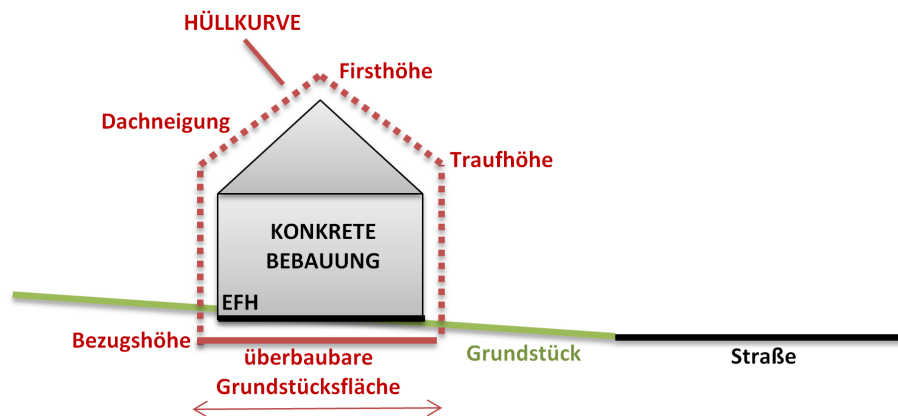 HÜLLKURVE
Firsthöhe
Dachneigung
Traufhöhe
KONKRETE
BEBAUUNG
EFH
Bezugshöhe
überbaubare
Grundstücksfläche
Grundstück
Straße